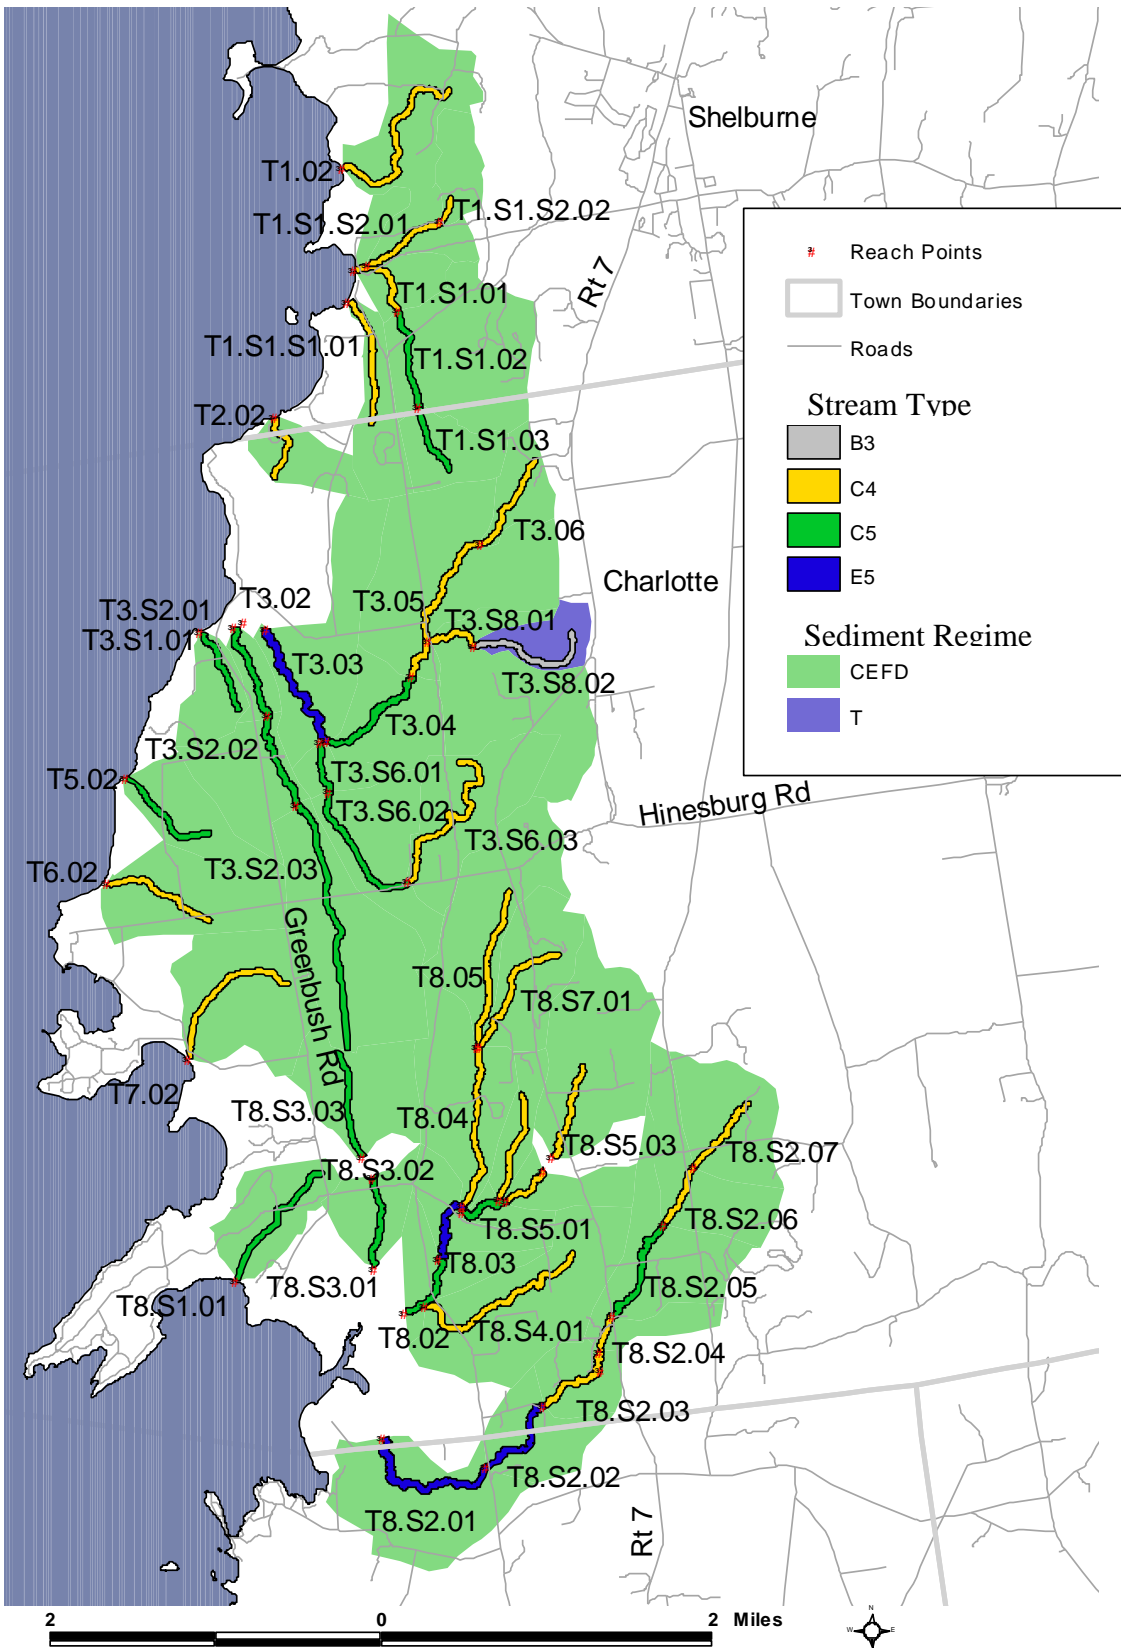 Shelburne
T1.02
T1.S1.S2.01
T1.S1.S2.02
Rt 7
T1.S1.01
T1.S1.S1.01
T1.S1.02
T2.02
T1.S1.03
Reach Points
Town Boundaries
Roads
Stream Type
B3
C4
C5
E5
Sediment Regime
CEFD
T
T3.06
Charlotte
T3.02
T3.S2.01
T3.S1.01
T3.05
T3.S8.01
T3.03
T3.S8.02
T3.04
T3.S2.02
T5.02
T3.S6.01
T3.S6.02
T3.S6.03
Hinesburg Rd
T3.S2.03
T6.02
Greenbush Rd
T8.05
T8.S7.01
T7.02
T8.S3.03
T8.04
T8.S5.03
T8.S2.07
T8.S3.02
T8.S5.01
T8.S2.06
T8.03
T8.S2.05
T8.S1.01
T8.S3.01
T8.02
T8.S4.01
T8.S2.04
T8.S2.03
T8.S2.02
T8.S2.01
Rt 7
2 0 2 Miles
N
W E
S